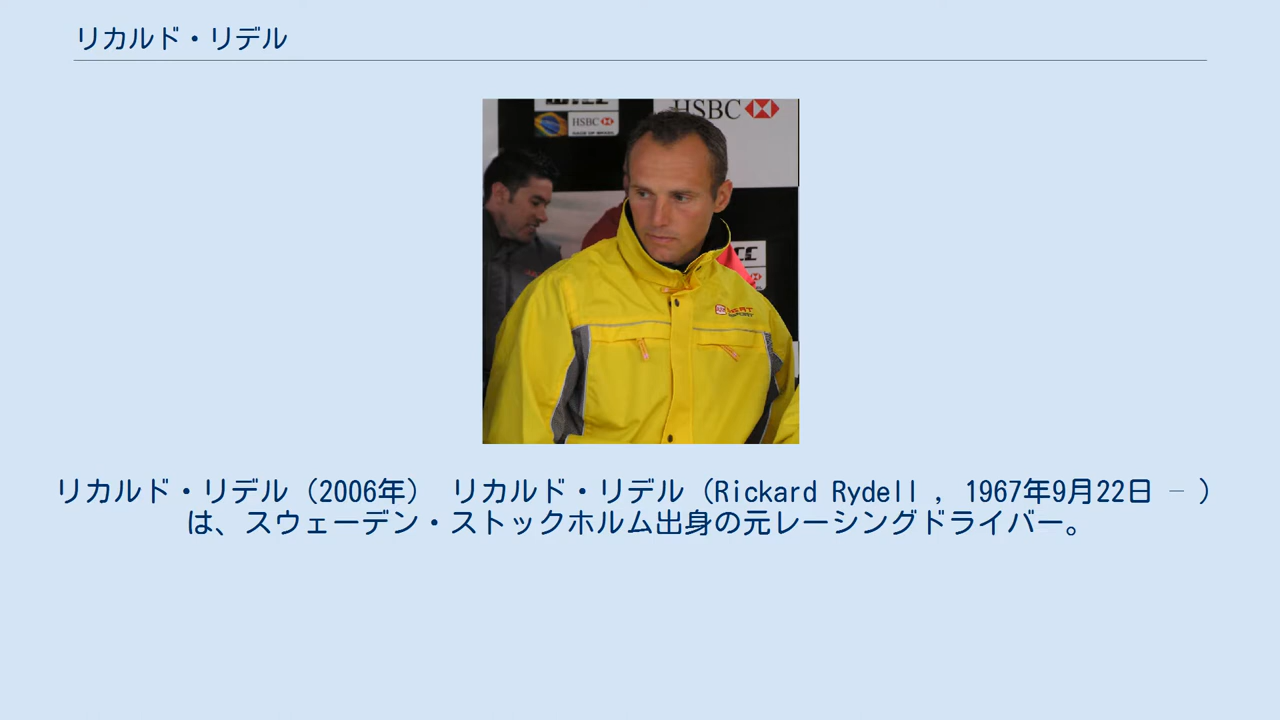 リカルド・リデル
HSBC
HSBC
リカルド・リデル（2006年） リカルド・リデル（Rickard Rydell , 1967年9月22日 – ）
は、スウェーデン・ストックホルム出身の元レーシングドライバー。